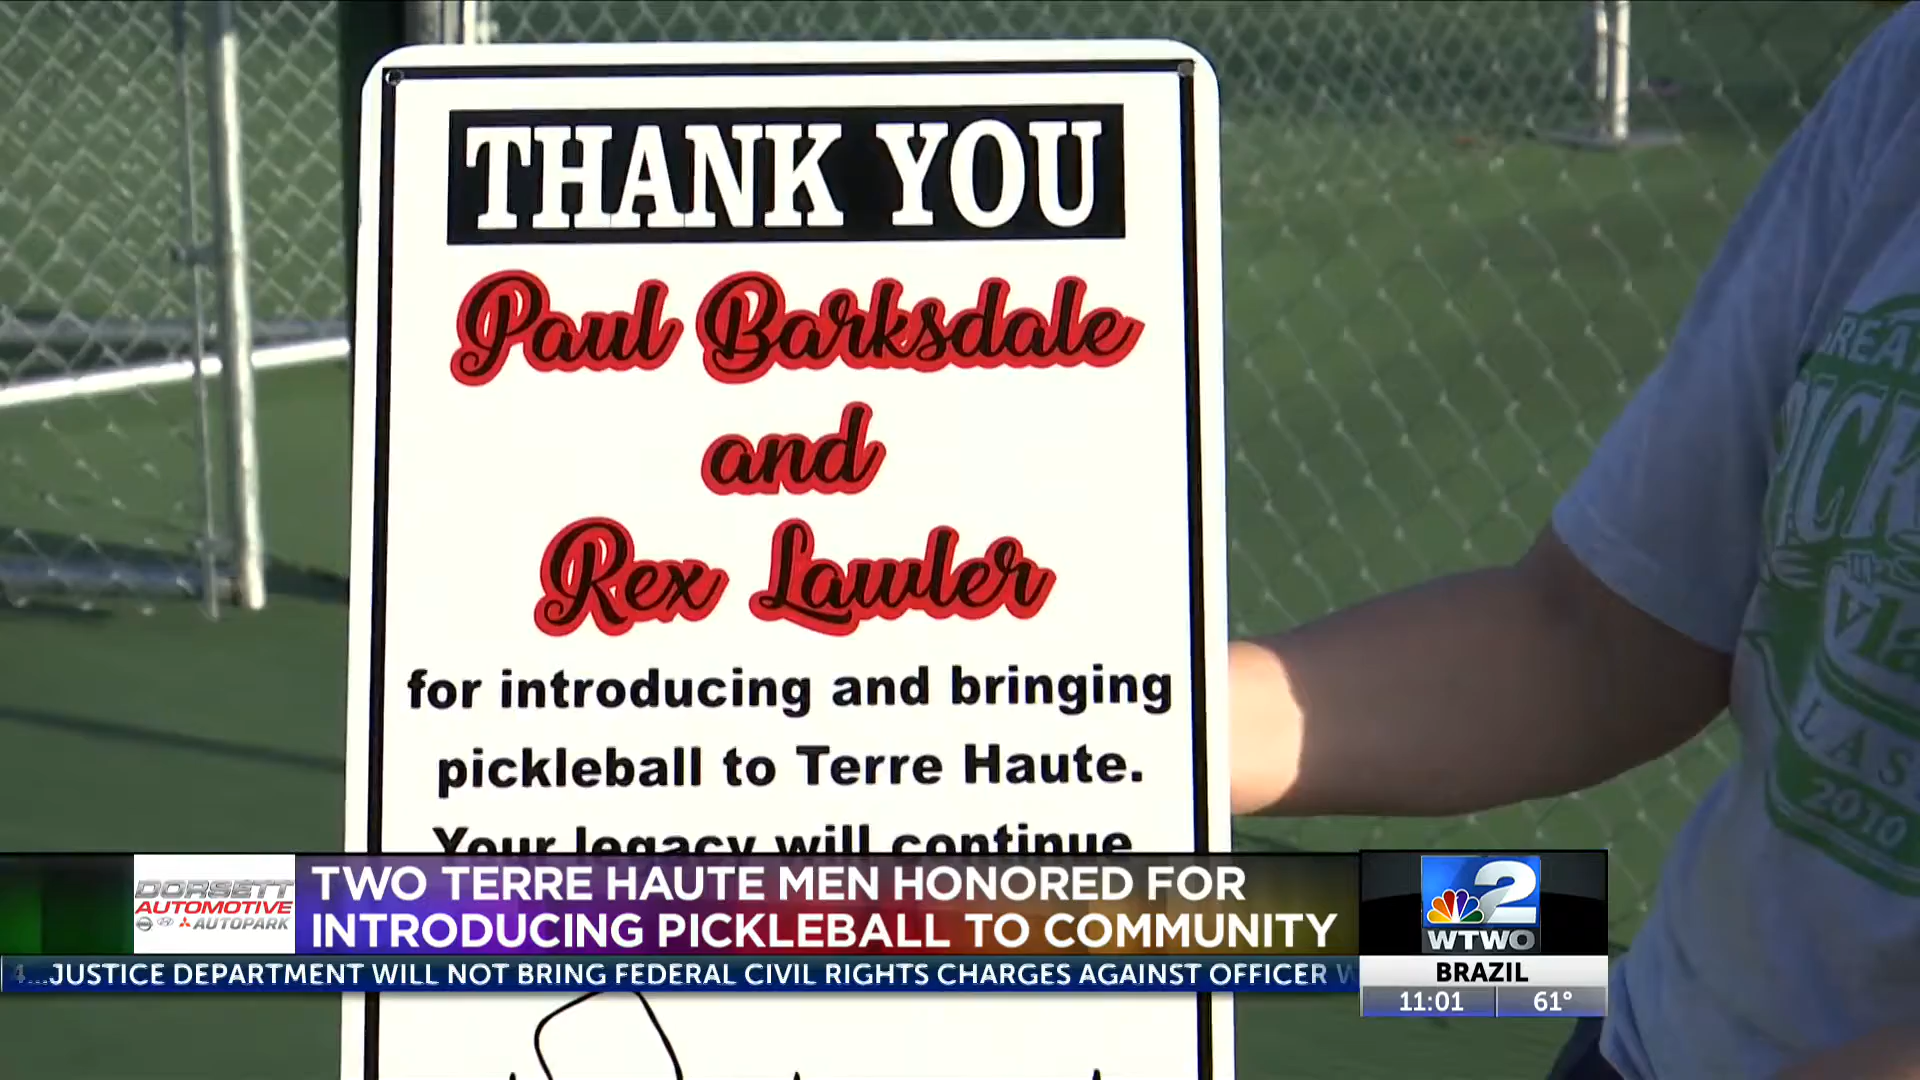 THANK YOU
Paul Barksdale
and
Rex Lawler
for introducing and bringing
pickleball to Terre Haute.
Your legacy will continue
DORSETT
AUTOMOTIVE
AUTOPARK
TWO TERRE HAUTE MEN HONORED FOR
INTRODUCING PICKLEBALL TO COMMUNITY
2
WTWO
BRAZIL
11:01 61°
4...JUSTICE DEPARTMENT WILL NOT BRING FEDERAL CIVIL RIGHTS CHARGES AGAINST OFFICER
2010